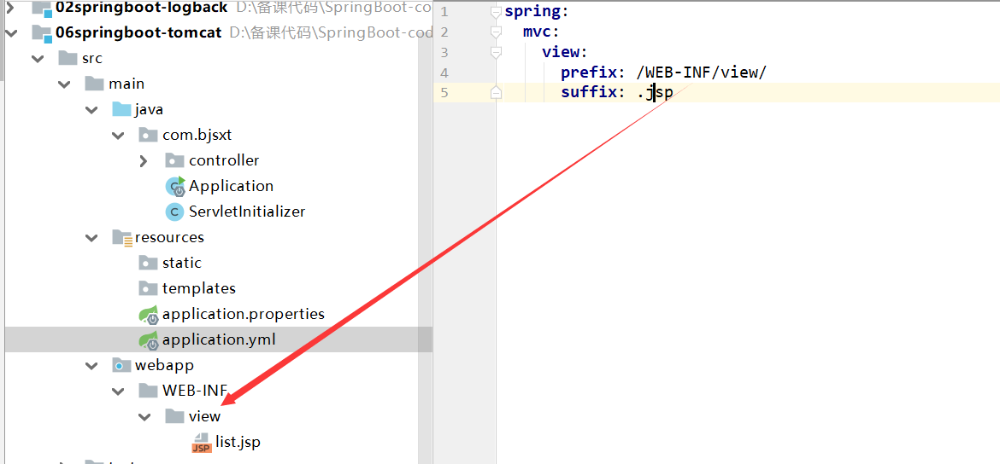 02springboot-logback D:\备课代码\SpringBoot-co
06springboot-tomcat D:\备课代码\SpringBoot-cod
src
main
java
com.bjsxt
controller
Application
C ServletInitializer
resources
static
templates
application.properties
application.yml
webapp
WEB-INF
view
JSP list.jsp
1 spring:
2 mvc:
3 view:
4 prefix: /WEB-INF/view/
5 suffix: .jsp